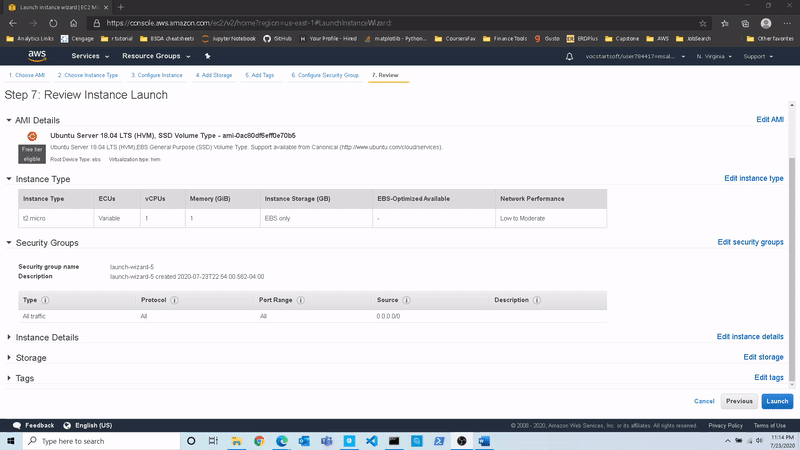 Launch instance wizard | EC2 Ma
https://console.aws.amazon.com/ec2/v2/home?region=us-east-1#LaunchInstanceWizard:
Analytics Links Cengage r tutorial BSDA cheatsheets Jupyter Notebook GitHub Your Profile - Hired matplotlib - Python... CourseraFav Finance Tools Gusto ERDPlus Capstone AWS JobSearch Other favorites
aws Services Resource Groups N. Virginia Support
1. Choose AMI 2. Choose Instance Type 3. Configure Instance 4. Add Storage 5. Add Tags 6. Configure Security Group 7. Review
Step 7: Review Instance Launch
AMI Details Edit AMI
Ubuntu Server 18.04 LTS (HVM), SSD Volume Type - ami-0ac80df6eff0e70b5
Free tier eligible
Ubuntu Server 18.04 LTS (HVM),EBS General Purpose (SSD) Volume Type. Support available from Canonical (http://www.ubuntu.com/cloud/services).
Root Device Type: ebs Virtualization type: hvm
Instance Type Edit instance type
Instance Type ECUs vCPUs Memory (GiB) Instance Storage (GB) EBS-Optimized Available Network Performance
t2.micro Variable 1 1 EBS only - Low to Moderate
Security Groups Edit security groups
Security group name launch-wizard-5
Description launch-wizard-5 created 2020-07-23T22:54:00.562-04:00
Type Protocol Port Range Source Description
All traffic All All 0.0.0.0/0
Instance Details Edit instance details
Storage Edit storage
Tags Edit tags
Cancel Previous Launch
Feedback English (US) © 2008 - 2020, Amazon Web Services, Inc. or its affiliates. All rights reserved. Privacy Policy Terms of Use
Type here to search
11:14 PM
7/23/2020